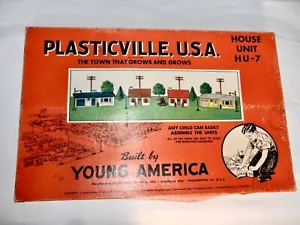 PLASTICVILLE, U.S.A.
THE TOWN THAT GROWS AND GROWS
HOUSE
UNIT
HU-7
ANY CHILD CAN EASILY
ASSEMBLE THE UNITS
Built by
YOUNG AMERICA